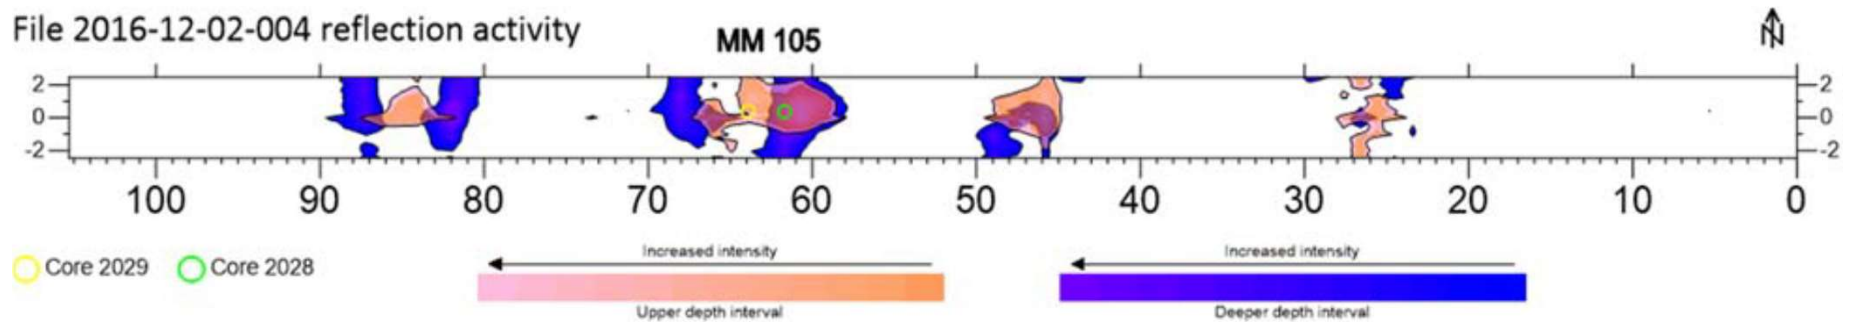 File 2016-12-02-004 reflection activity
MM 105
N
2 2
0 0
-2 -2
100 90 80 70 60 50 40 30 20 10 0
Core 2029 Core 2028
Increased intensity Increased intensity
Upper depth interval Deeper depth interval